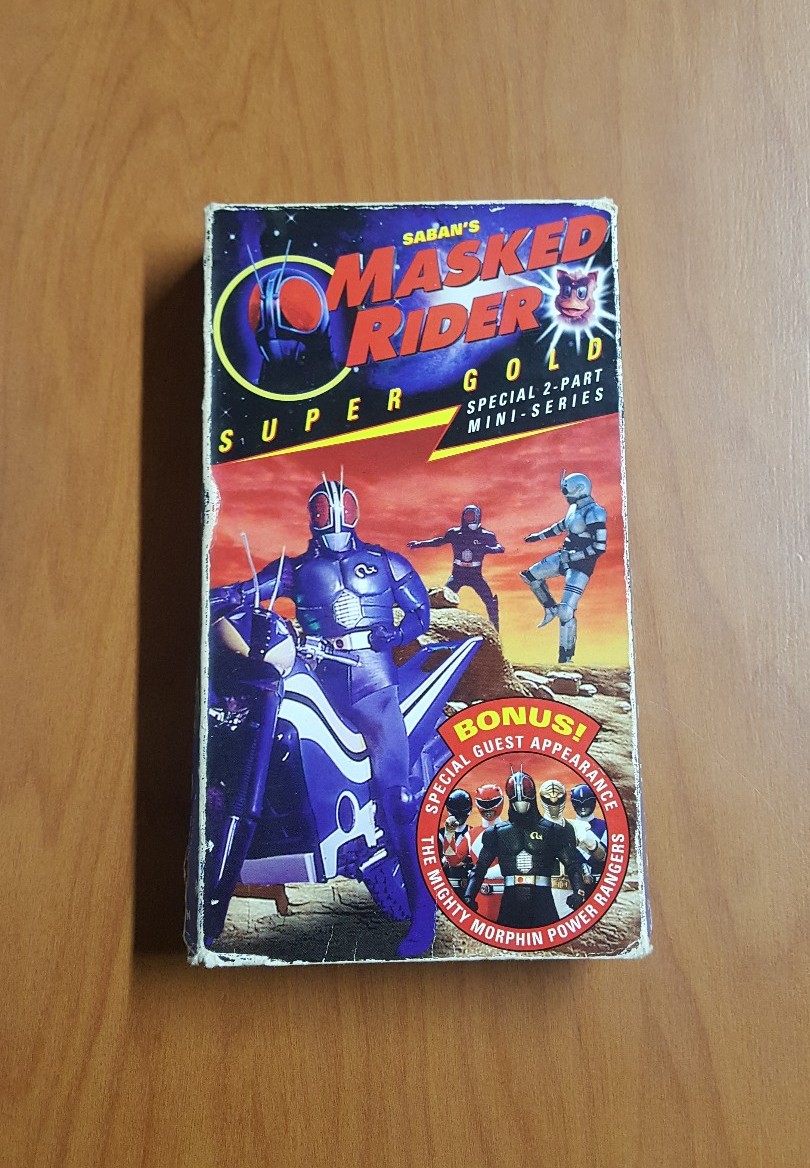 SABAN'S
MASKED
RIDER
SUPER GOLD
SPECIAL 2-PART
MINI-SERIES
BONUS!
SPECIAL GUEST APPEARANCE
THE MIGHTY MORPHIN POWER RANGERS